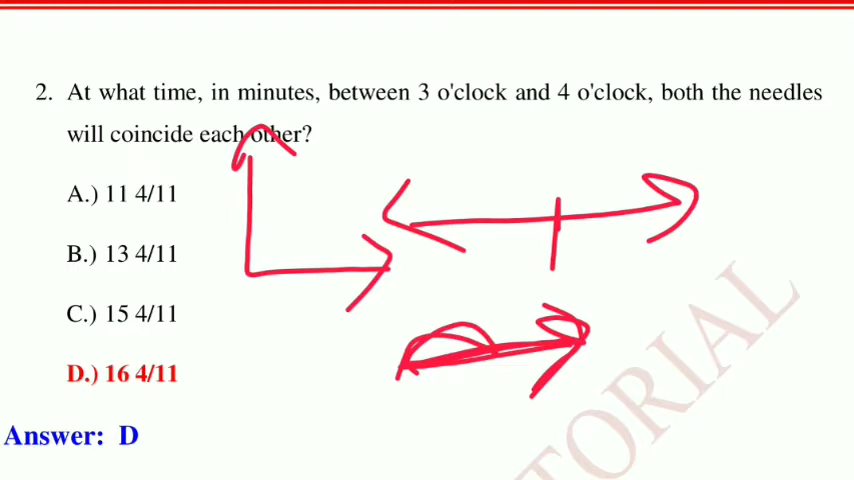 2. At what time, in minutes, between 3 o'clock and 4 o'clock, both the needles
will coincide each other?
A.) 11 4/11
B.) 13 4/11
C.) 15 4/11
D.) 16 4/11
Answer: D
TORIAL